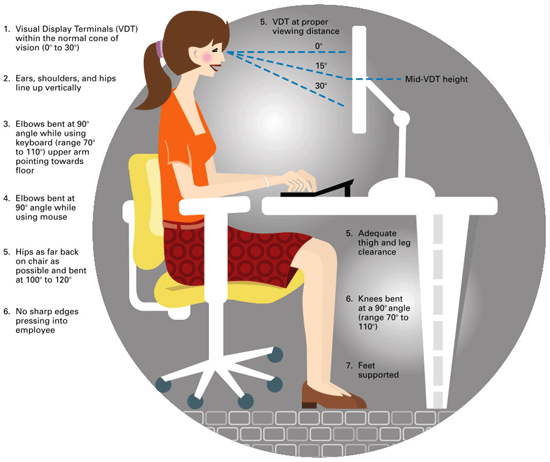 1. Visual Display Terminals (VDT)
within the normal cone of
vision (0° to 30°)
2. Ears, shoulders, and hips
line up vertically
3. Elbows bent at 90°
angle while using
keyboard (range 70°
to 110°) upper arm
pointing towards
floor
4. Elbows bent at
90° angle while
using mouse
5. Hips as far back
on chair as
possible and bent
at 100° to 120°
6. No sharp edges
pressing into
employee
5. VDT at proper
viewing distance
0°
15°
30°
Mid-VDT height
5. Adequate
thigh and leg
clearance
6. Knees bent
at a 90° angle
(range 70° to
110°)
7. Feet
supported